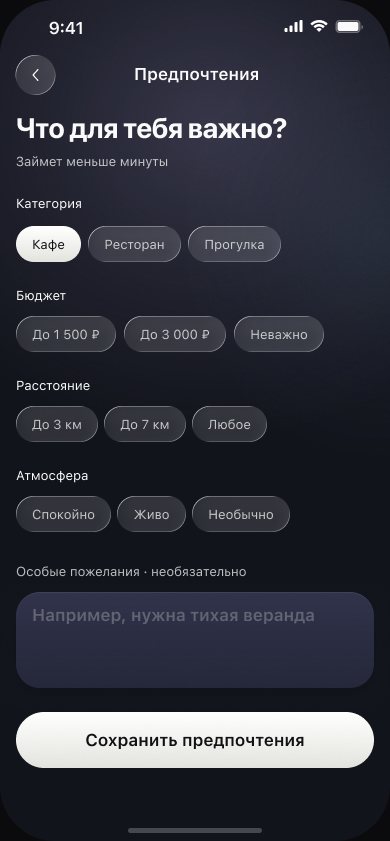 9:41
Предпочтения
Что для тебя важно?
Займет меньше минуты
Категория
Кафе Ресторан Прогулка
Бюджет
До 1 500 ₽ До 3 000 ₽ Неважно
Расстояние
До 3 км До 7 км Любое
Атмосфера
Спокойно Живо Необычно
Особые пожелания · необязательно
Например, нужна тихая веранда
Сохранить предпочтения